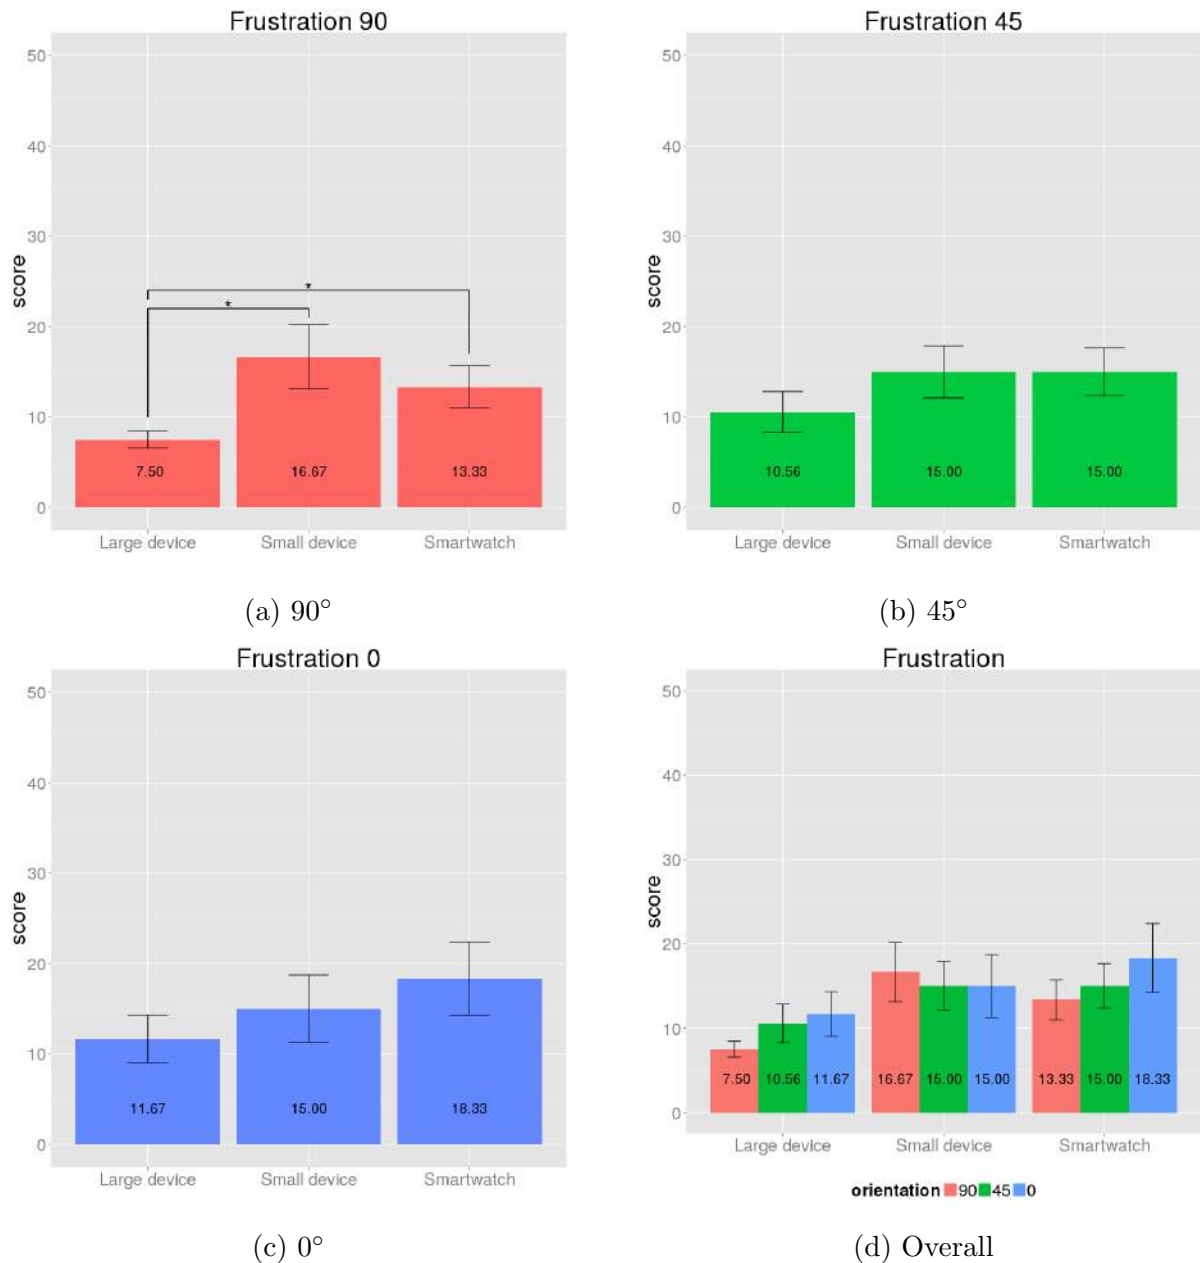 Frustration 90
50
40
30
20
10
0
score
*
*
7.50 16.67 13.33
Large device Small device Smartwatch
(a) 90°
Frustration 45
50
40
30
20
10
0
score
10.56 15.00 15.00
Large device Small device Smartwatch
(b) 45°
Frustration 0
50
40
30
20
10
0
score
11.67 15.00 18.33
Large device Small device Smartwatch
(c) 0°
Frustration
50
40
30
20
10
0
score
7.50 10.56 11.67 16.67 15.00 15.00 13.33 15.00 18.33
Large device Small device Smartwatch
orientation 90 45 0
(d) Overall